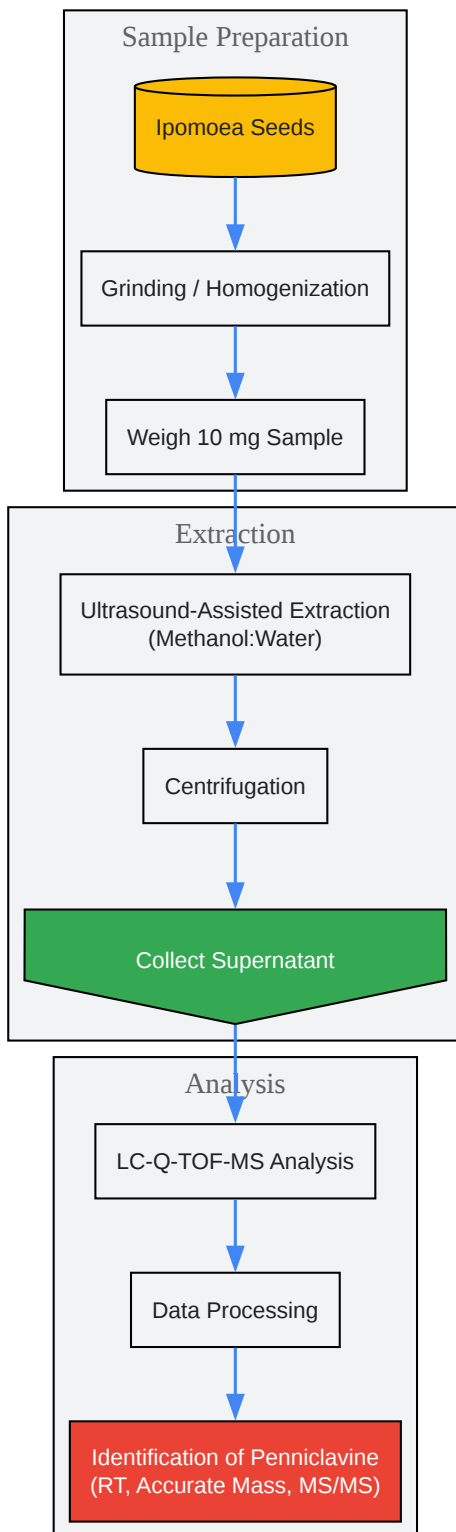 Sample Preparation
Ipomoea Seeds
Grinding / Homogenization
Weigh 10 mg Sample
Extraction
Ultrasound-Assisted Extraction
(Methanol:Water)
Centrifugation
Collect Supernatant
Analysis
LC-Q-TOF-MS Analysis
Data Processing
Identification of Penniclavine
(RT, Accurate Mass, MS/MS)